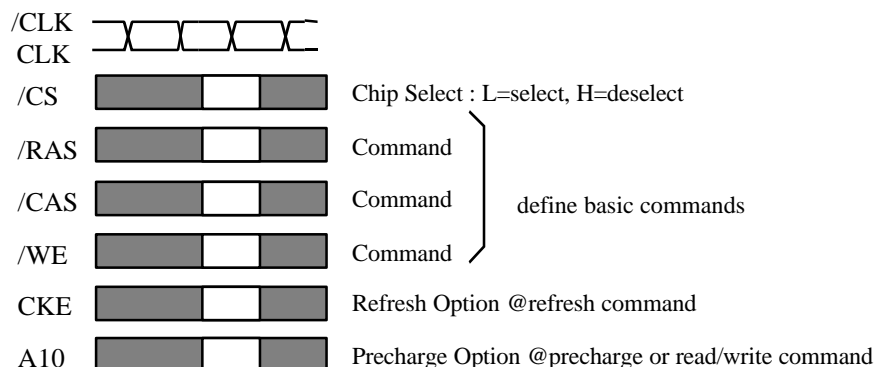 /CLK
CLK
/CS Chip Select : L=select, H=deselect
/RAS Command
/CAS Command
define basic commands
/WE Command
CKE Refresh Option @refresh command
A10 Precharge Option @precharge or read/write command